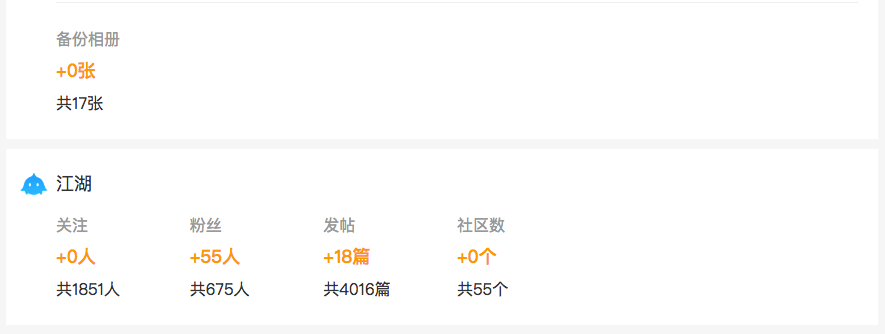 备份相册
+0张
共17张
江湖
关注 粉丝 发帖 社区数
+0人 +55人 +18篇 +0个
共1851人 共675人 共4016篇 共55个